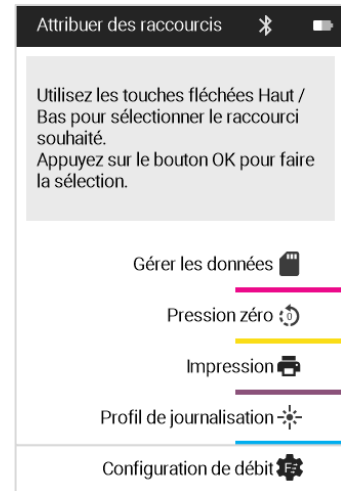 Attribuer des raccourcis
Utilisez les touches fléchées Haut /
Bas pour sélectionner le raccourci
souhaité.
Appuyez sur le bouton OK pour faire
la sélection.
Gérer les données
Pression zéro
Impression
Profil de journalisation
Configuration de débit